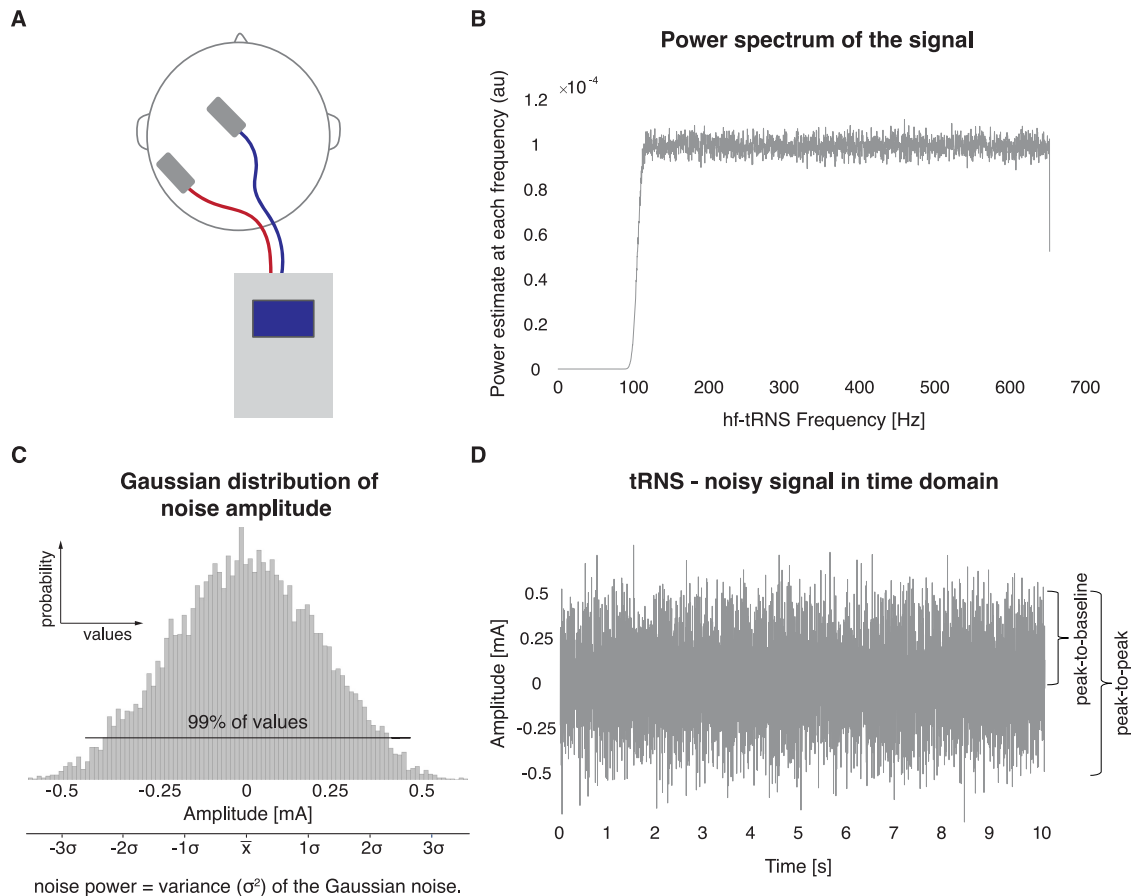 A
B
Power spectrum of the signal
×10⁻⁴
Power estimate at each frequency (au)
1.2
1
0.8
0.6
0.4
0.2
0
0 100 200 300 400 500 600 700
hf-tRNS Frequency [Hz]
C
Gaussian distribution of
noise amplitude
probability
values
99% of values
-0.5 -0.25 0 0.25 0.5
Amplitude [mA]
-3σ -2σ -1σ x̅ 1σ 2σ 3σ
noise power = variance (σ²) of the Gaussian noise.
D
tRNS - noisy signal in time domain
Amplitude [mA]
0.5
0.25
0
-0.25
-0.5
peak-to-baseline
peak-to-peak
0 1 2 3 4 5 6 7 8 9 10
Time [s]